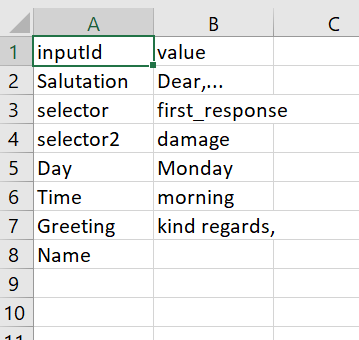 A B C
1 inputId value
2 Salutation Dear,...
3 selector first_response
4 selector2 damage
5 Day Monday
6 Time morning
7 Greeting kind regards,
8 Name
9
10
11